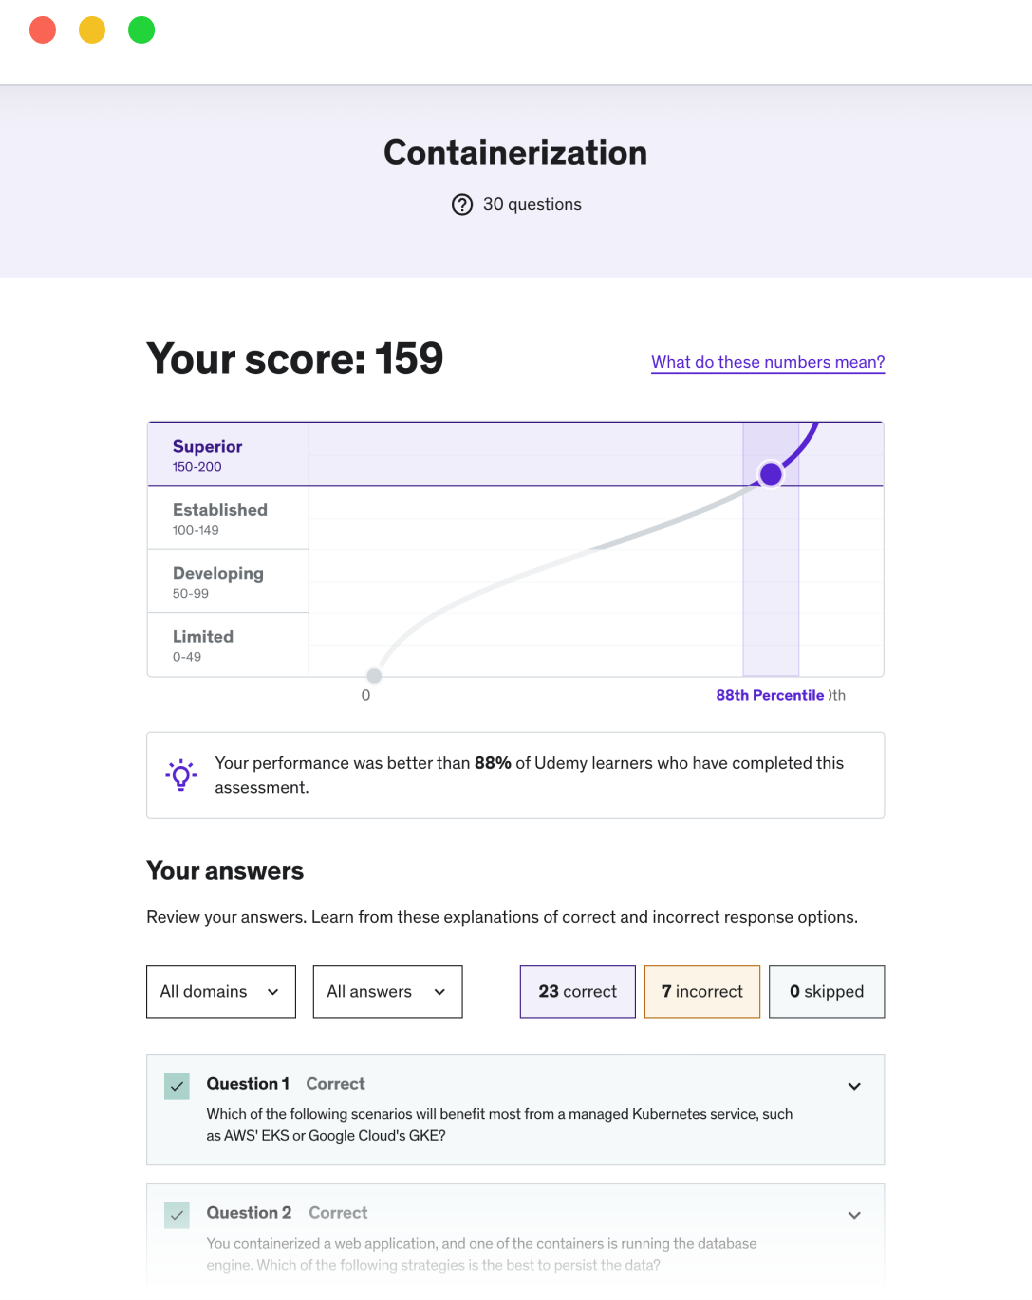 Containerization
30 questions
Your score: 159
What do these numbers mean?
Superior
150-200
Established
100-149
Developing
50-99
Limited
0-49
0
88th Percentile
Your performance was better than 88% of Udemy learners who have completed this
assessment.
Your answers
Review your answers. Learn from these explanations of correct and incorrect response options.
All domains
All answers
23 correct
7 incorrect
0 skipped
Question 1 Correct
Which of the following scenarios will benefit most from a managed Kubernetes service, such
as AWS' EKS or Google Cloud's GKE?
Question 2 Correct
You containerized a web application, and one of the containers is running the database
engine. Which of the following strategies is the best to persist the data?